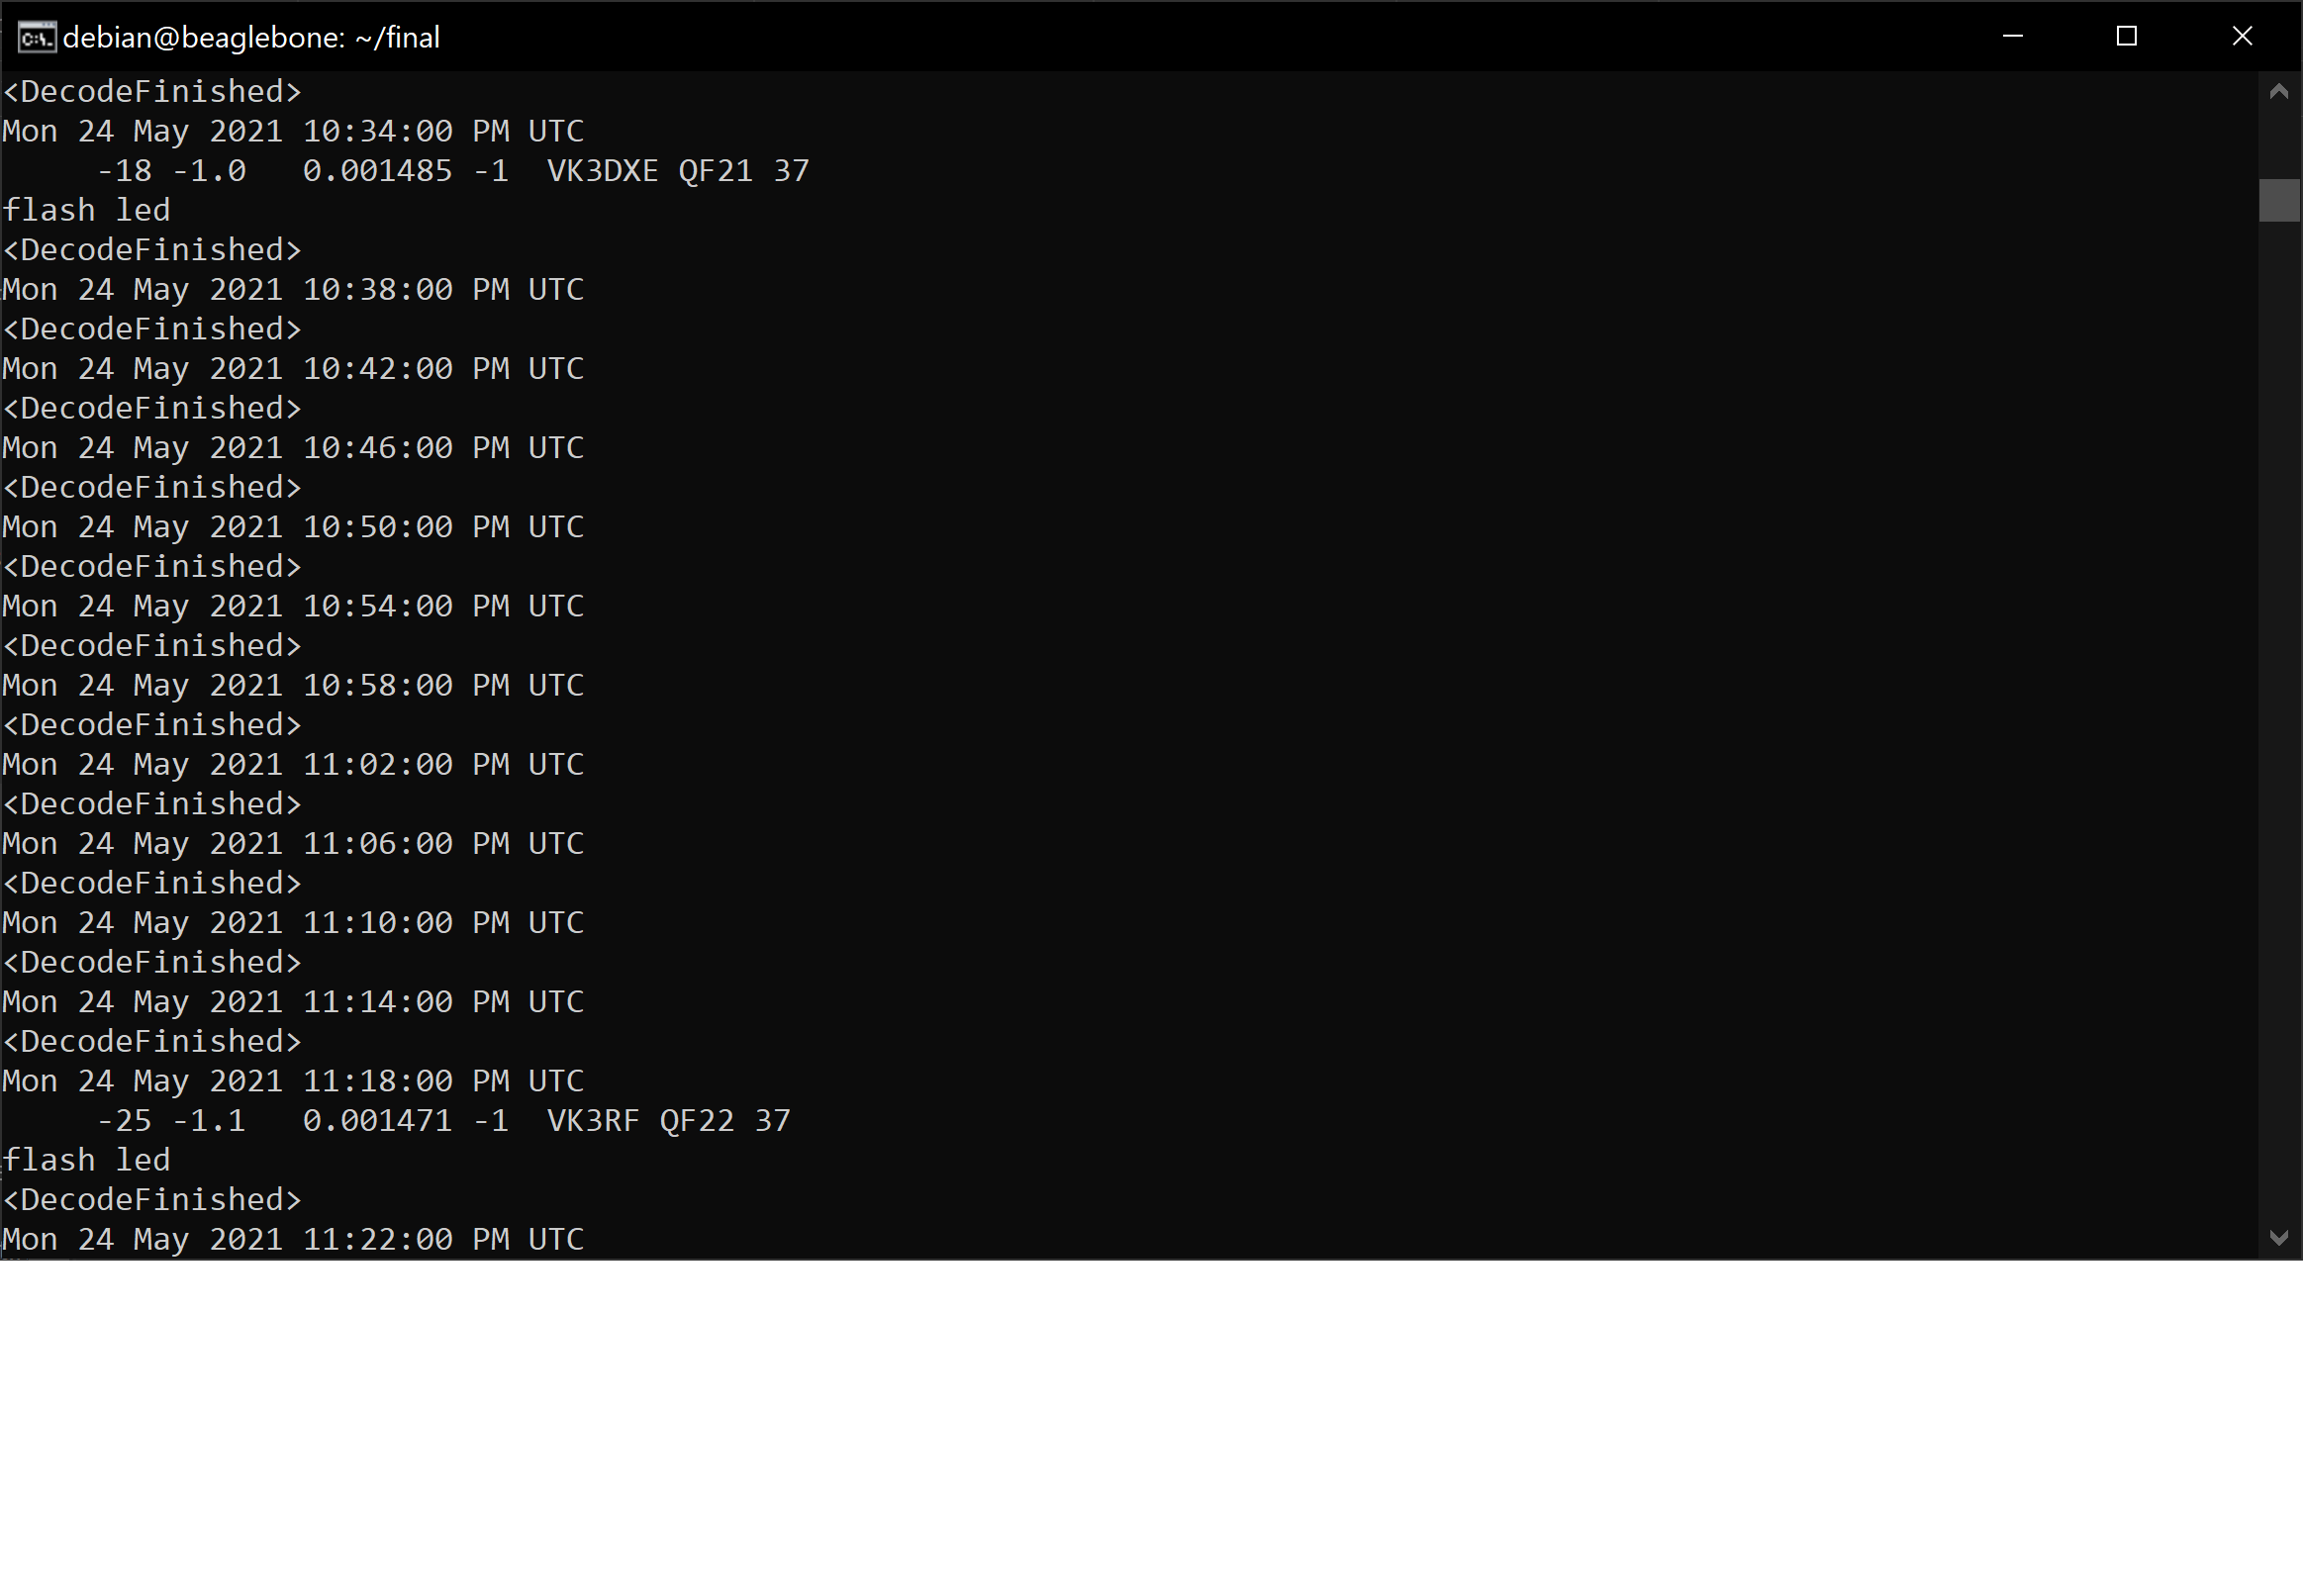 debian@beaglebone: ~/final
<DecodeFinished>
Mon 24 May 2021 10:34:00 PM UTC
     -18 -1.0   0.001485 -1  VK3DXE QF21 37
flash led
<DecodeFinished>
Mon 24 May 2021 10:38:00 PM UTC
<DecodeFinished>
Mon 24 May 2021 10:42:00 PM UTC
<DecodeFinished>
Mon 24 May 2021 10:46:00 PM UTC
<DecodeFinished>
Mon 24 May 2021 10:50:00 PM UTC
<DecodeFinished>
Mon 24 May 2021 10:54:00 PM UTC
<DecodeFinished>
Mon 24 May 2021 10:58:00 PM UTC
<DecodeFinished>
Mon 24 May 2021 11:02:00 PM UTC
<DecodeFinished>
Mon 24 May 2021 11:06:00 PM UTC
<DecodeFinished>
Mon 24 May 2021 11:10:00 PM UTC
<DecodeFinished>
Mon 24 May 2021 11:14:00 PM UTC
<DecodeFinished>
Mon 24 May 2021 11:18:00 PM UTC
     -25 -1.1   0.001471 -1  VK3RF QF22 37
flash led
<DecodeFinished>
Mon 24 May 2021 11:22:00 PM UTC